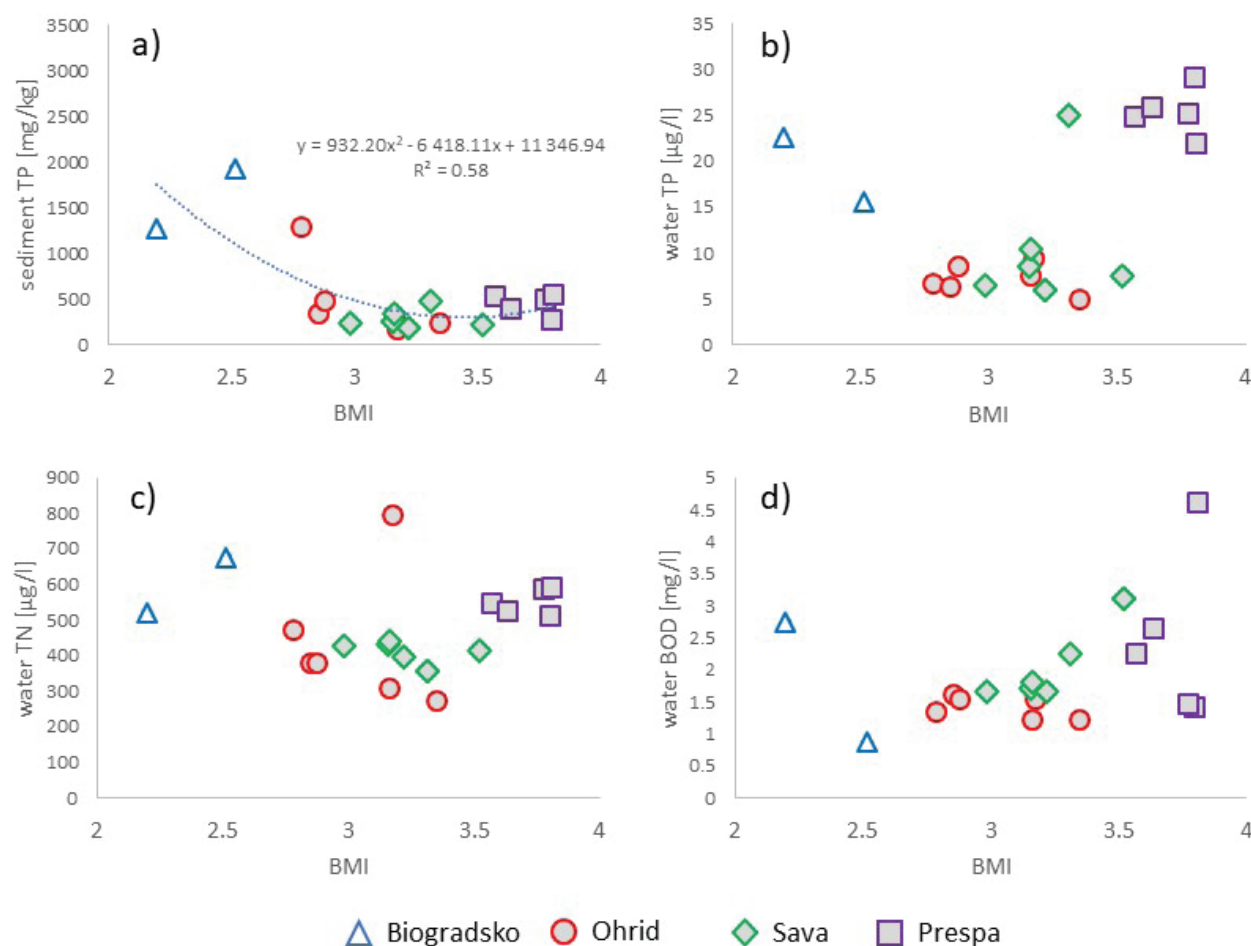 a)
3500
3000
2500
2000
1500
1000
500
0
sediment TP [mg/kg]
y = 932.20x² - 6 418.11x + 11 346.94
R² = 0.58
2 2.5 3 3.5 4
BMI
b)
35
30
25
20
15
10
5
0
water TP [µg/l]
2 2.5 3 3.5 4
BMI
c)
900
800
700
600
500
400
300
200
100
0
water TN [µg/l]
2 2.5 3 3.5 4
BMI
d)
5
4.5
4
3.5
3
2.5
2
1.5
1
0.5
0
water BOD [mg/l]
2 2.5 3 3.5 4
BMI
Biogradsko Ohrid Sava Prespa